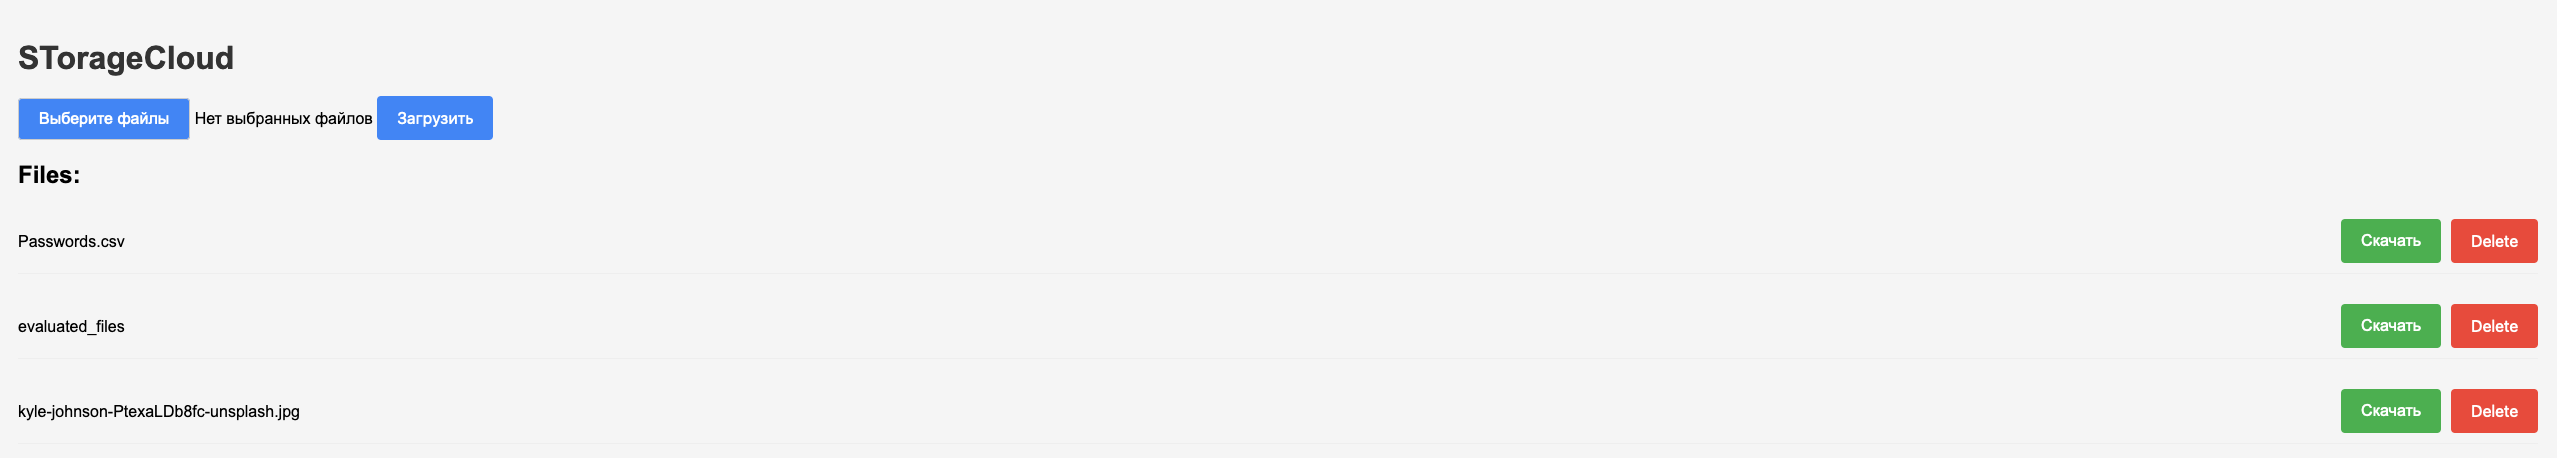 STorageCloud
Выберите файлы Нет выбранных файлов Загрузить
Files:
Passwords.csv Скачать Delete
evaluated_files Скачать Delete
kyle-johnson-PtexaLDb8fc-unsplash.jpg Скачать Delete